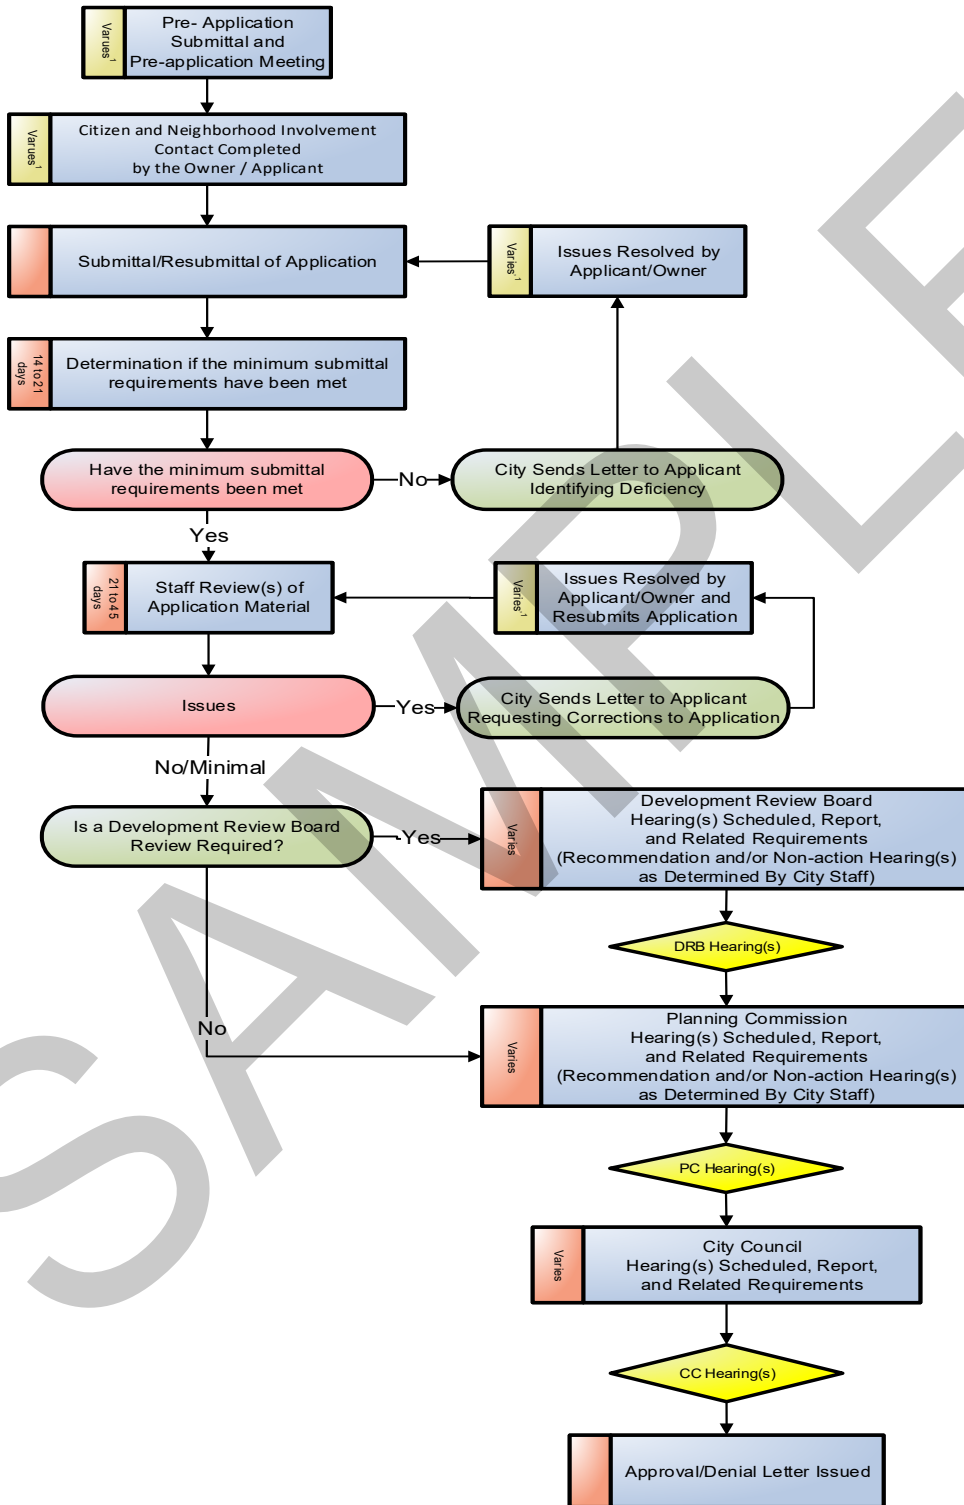 Pre- Application
Submittal and
Pre-application Meeting
Varues¹
Citizen and Neighborhood Involvement
Contact Completed
by the Owner / Applicant
Varues¹
Submittal/Resubmittal of Application
Issues Resolved by
Applicant/Owner
Varies¹
Determination if the minimum submittal
requirements have been met
14 to 21
days
Have the minimum submittal
requirements been met
No
City Sends Letter to Applicant
Identifying Deficiency
Yes
Staff Review(s) of
Application Material
21 to 45
days
Issues Resolved by
Applicant/Owner and
Resubmits Application
Varies¹
Issues
Yes
City Sends Letter to Applicant
Requesting Corrections to Application
No/Minimal
Is a Development Review Board
Review Required?
Yes
Development Review Board
Hearing(s) Scheduled, Report,
and Related Requirements
(Recommendation and/or Non-action Hearing(s)
as Determined By City Staff)
Varies
DRB Hearing(s)
No
Planning Commission
Hearing(s) Scheduled, Report,
and Related Requirements
(Recommendation and/or Non-action Hearing(s)
as Determined By City Staff)
Varies
PC Hearing(s)
City Council
Hearing(s) Scheduled, Report,
and Related Requirements
Varies
CC Hearing(s)
Approval/Denial Letter Issued
SAMPLE